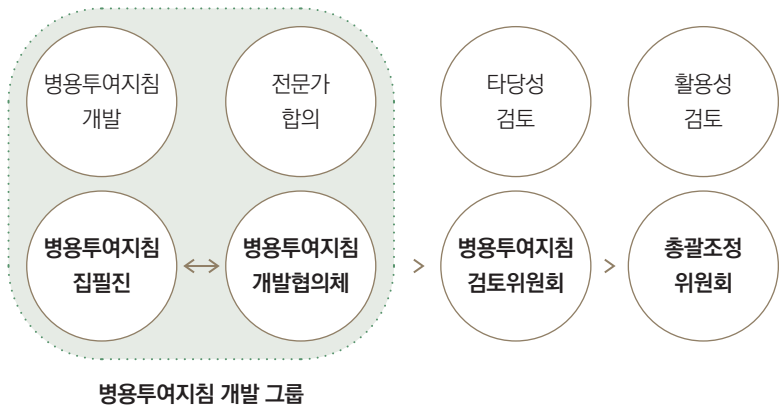 병용투여지침
개발
전문가
합의
타당성
검토
활용성
검토
병용투여지침
집필진
병용투여지침
개발협의체
병용투여지침
검토위원회
총괄조정
위원회
병용투여지침 개발 그룹